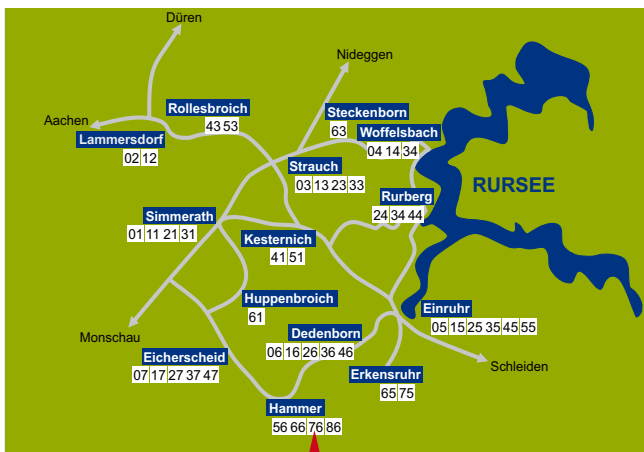 Düren
Nideggen
Rollesbroich
43 53
Steckenborn
63
Aachen
Woffelsbach
04 14 34
Lammersdorf
02 12
Strauch
03 13 23 33
RURSEE
Rurberg
24 34 44
Simmerath
01 11 21 31
Kesternich
41 51
Huppenbroich
61
Einruhr
05 15 25 35 45 55
Monschau
Dedenborn
06 16 26 36 46
Eicherscheid
07 17 27 37 47
Schleiden
Erkensruhr
65 75
Hammer
56 66 76 86